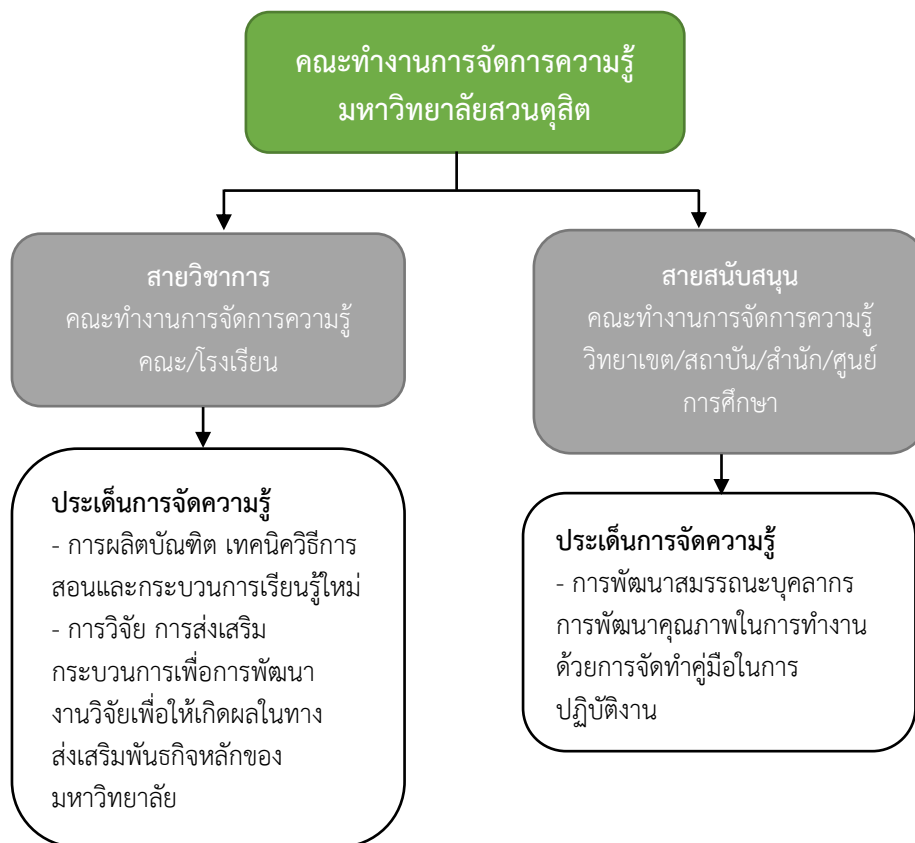 คณะทำงานการจัดการความรู้
มหาวิทยาลัยสวนดุสิต
สายวิชาการ
คณะทำงานการจัดการความรู้
คณะ/โรงเรียน
สายสนับสนุน
คณะทำงานการจัดการความรู้
วิทยาเขต/สถาบัน/สำนัก/ศูนย์
การศึกษา
ประเด็นการจัดความรู้
- การผลิตบัณฑิต เทคนิควิธีการ
สอนและกระบวนการเรียนรู้ใหม่
- การวิจัย การส่งเสริม
กระบวนการเพื่อการพัฒนา
งานวิจัยเพื่อให้เกิดผลในทาง
ส่งเสริมพันธกิจหลักของ
มหาวิทยาลัย
ประเด็นการจัดความรู้
- การพัฒนาสมรรถนะบุคลากร
การพัฒนาคุณภาพในการทำงาน
ด้วยการจัดทำคู่มือในการ
ปฏิบัติงาน